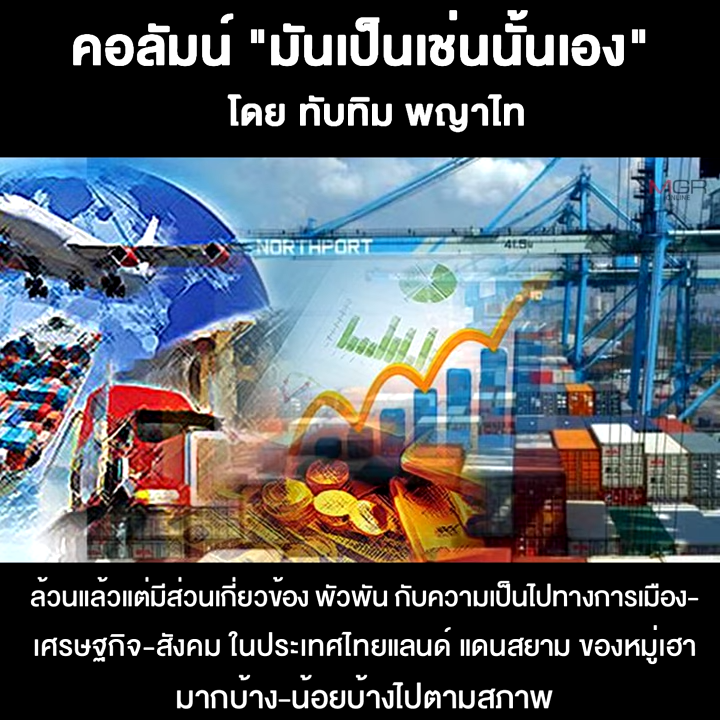 คอลัมน์ "มันเป็นเช่นนั้นเอง"
โดย ทับทิม พญาไท
MGR
ONLINE
NORTHPORT
41.5
ล้วนแล้วแต่มีส่วนเกี่ยวข้อง พัวพัน กับความเป็นไปทางการเมือง-
เศรษฐกิจ-สังคม ในประเทศไทยแลนด์ แดนสยาม ของหมู่เฮา
มากบ้าง-น้อยบ้างไปตามสภาพ